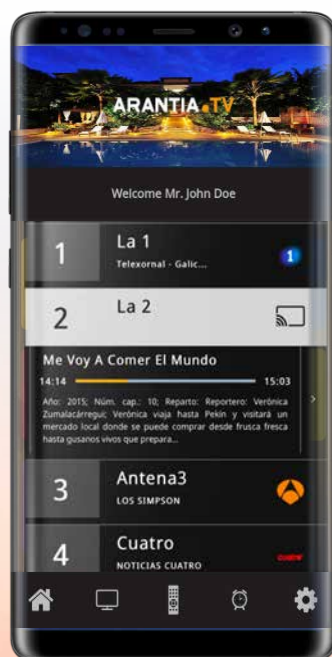 ARANTIA.TV
Welcome Mr. John Doe
1
La 1
Telexornal - Galic...
1
2
La 2
Me Voy A Comer El Mundo
14:14
15:03
Año: 2015; Núm. cap.: 10; Reparto: Reportero: Verónica
Zumalacárregui; Verónica viaja hasta Pekín y visitará un
mercado local donde se puede comprar desde frusca fresca
hasta gusanos vivos que prepara...
3
Antena3
LOS SIMPSON
4
Cuatro
NOTICIAS CUATRO
cuatro